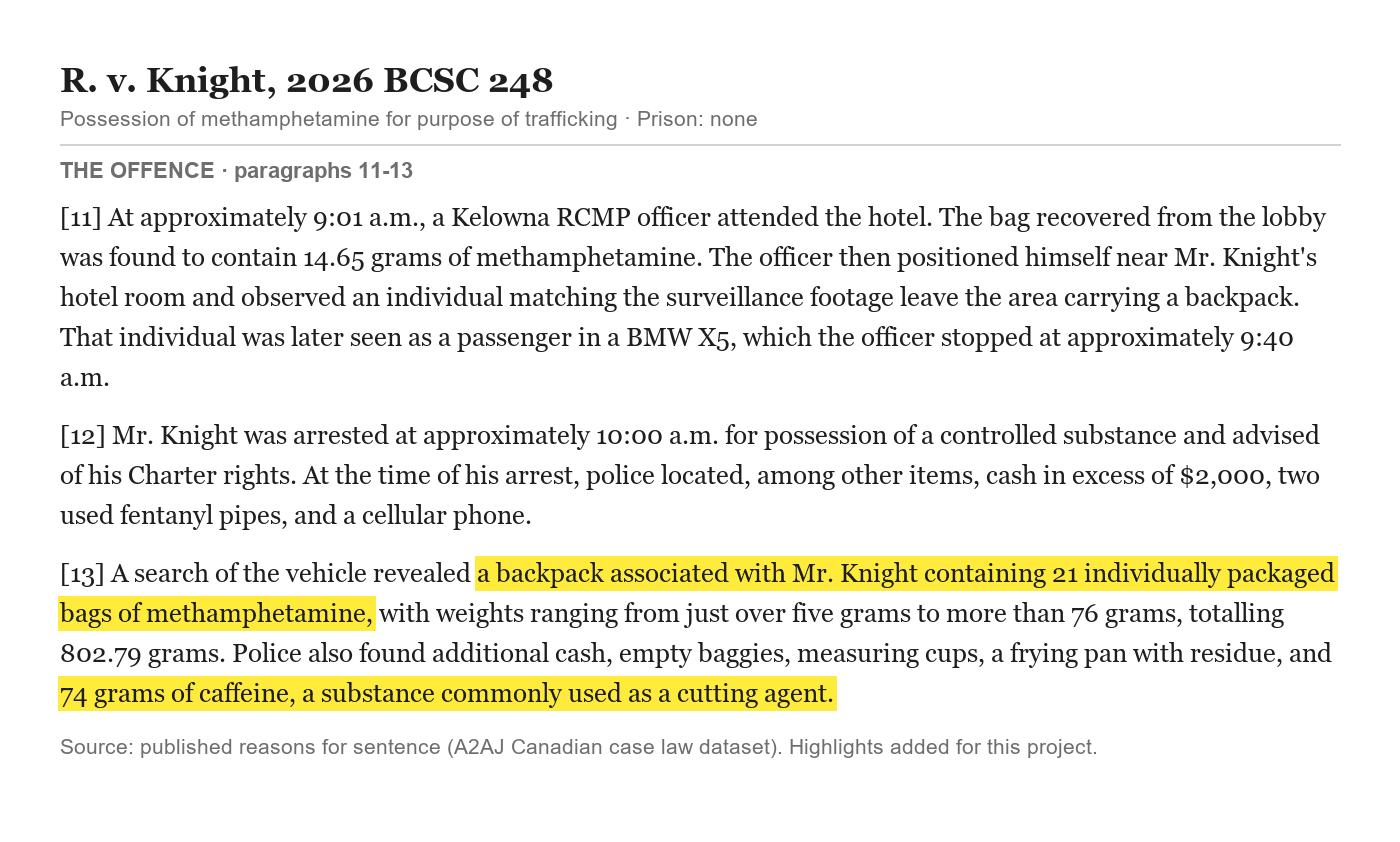 R. v. Knight, 2026 BCSC 248
Possession of methamphetamine for purpose of trafficking · Prison: none
THE OFFENCE · paragraphs 11-13
[11] At approximately 9:01 a.m., a Kelowna RCMP officer attended the hotel. The bag recovered from the lobby
was found to contain 14.65 grams of methamphetamine. The officer then positioned himself near Mr. Knight's
hotel room and observed an individual matching the surveillance footage leave the area carrying a backpack.
That individual was later seen as a passenger in a BMW X5, which the officer stopped at approximately 9:40
a.m.
[12] Mr. Knight was arrested at approximately 10:00 a.m. for possession of a controlled substance and advised
of his Charter rights. At the time of his arrest, police located, among other items, cash in excess of $2,000, two
used fentanyl pipes, and a cellular phone.
[13] A search of the vehicle revealed a backpack associated with Mr. Knight containing 21 individually packaged
bags of methamphetamine, with weights ranging from just over five grams to more than 76 grams, totalling
802.79 grams. Police also found additional cash, empty baggies, measuring cups, a frying pan with residue, and
74 grams of caffeine, a substance commonly used as a cutting agent.
Source: published reasons for sentence (A2AJ Canadian case law dataset). Highlights added for this project.